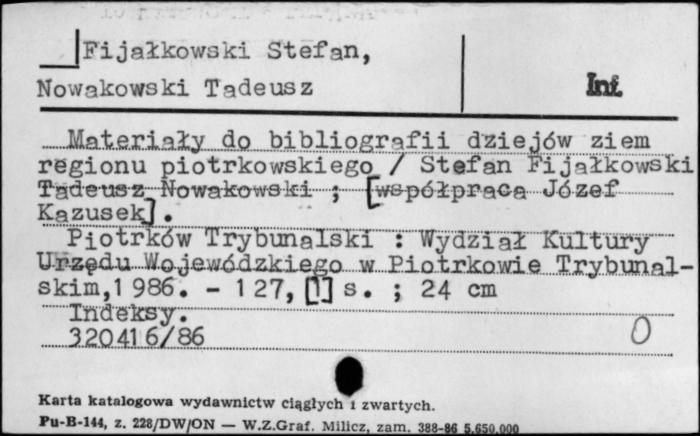 Fijałkowski Stefan,
Nowakowski Tadeusz
Inf.
Materiały do bibliografii dziejów ziem
regionu piotrkowskiego / Stefan Fijałkowski
Tadeusz Nowakowski ; [współpraca Józef
Kazusek].
Piotrków Trybunalski : Wydział Kultury
Urzędu Wojewódzkiego w Piotrkowie Trybunal-
skim,1986. - 127,[1] s. ; 24 cm
Indeksy.
320416/86
O
Karta katalogowa wydawnictw ciągłych i zwartych.
Pu-B-144, z. 228/DW/ON — W.Z.Graf. Milicz, zam. 388-86 5.650.000